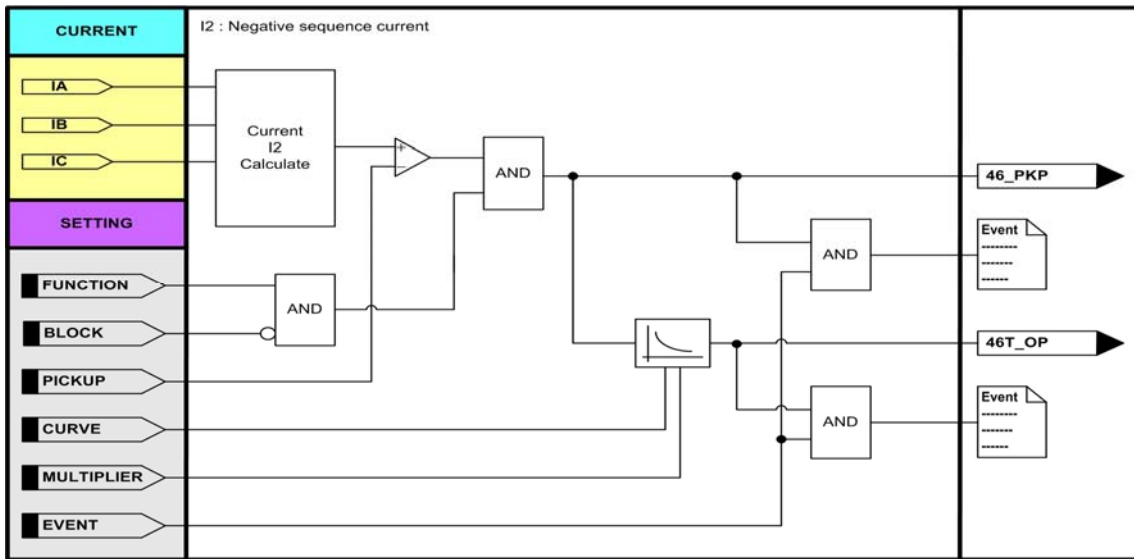 CURRENT
I2 : Negative sequence current
IA
IB
IC
Current
I2
Calculate
+
−
AND
46_PKP
SETTING
Event
--------
-------
------
AND
FUNCTION
AND
BLOCK
46T_OP
PICKUP
Event
--------
-------
------
AND
CURVE
MULTIPLIER
EVENT